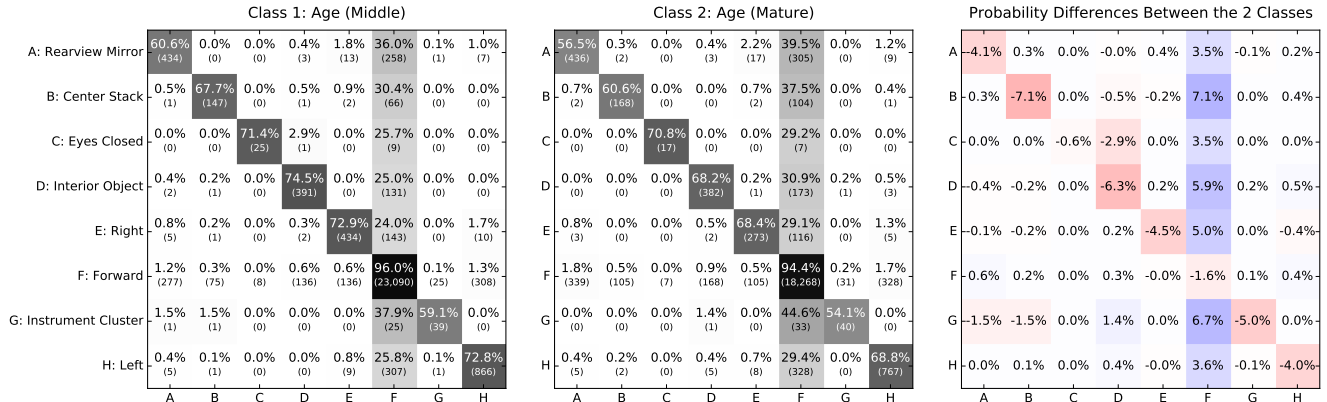 Class 1: Age (Middle)
A: Rearview Mirror 60.6% 0.0% 0.0% 0.4% 1.8% 36.0% 0.1% 1.0%
(434) (0) (0) (3) (13) (258) (1) (7)
B: Center Stack 0.5% 67.7% 0.0% 0.5% 0.9% 30.4% 0.0% 0.0%
(1) (147) (0) (1) (2) (66) (0) (0)
C: Eyes Closed 0.0% 0.0% 71.4% 2.9% 0.0% 25.7% 0.0% 0.0%
(0) (0) (25) (1) (0) (9) (0) (0)
D: Interior Object 0.4% 0.2% 0.0% 74.5% 0.0% 25.0% 0.0% 0.0%
(2) (1) (0) (391) (0) (131) (0) (0)
E: Right 0.8% 0.2% 0.0% 0.3% 72.9% 24.0% 0.0% 1.7%
(5) (1) (0) (2) (434) (143) (0) (10)
F: Forward 1.2% 0.3% 0.0% 0.6% 0.6% 96.0% 0.1% 1.3%
(277) (75) (8) (136) (136) (23,090) (25) (308)
G: Instrument Cluster 1.5% 1.5% 0.0% 0.0% 0.0% 37.9% 59.1% 0.0%
(1) (1) (0) (0) (0) (25) (39) (0)
H: Left 0.4% 0.1% 0.0% 0.0% 0.8% 25.8% 0.1% 72.8%
(5) (1) (0) (0) (9) (307) (1) (866)
A B C D E F G H
Class 2: Age (Mature)
A 56.5% 0.3% 0.0% 0.4% 2.2% 39.5% 0.0% 1.2%
(436) (2) (0) (3) (17) (305) (0) (9)
B 0.7% 60.6% 0.0% 0.0% 0.7% 37.5% 0.0% 0.4%
(2) (168) (0) (0) (2) (104) (0) (1)
C 0.0% 0.0% 70.8% 0.0% 0.0% 29.2% 0.0% 0.0%
(0) (0) (17) (0) (0) (7) (0) (0)
D 0.0% 0.0% 0.0% 68.2% 0.2% 30.9% 0.2% 0.5%
(0) (0) (0) (382) (1) (173) (1) (3)
E 0.8% 0.0% 0.0% 0.5% 68.4% 29.1% 0.0% 1.3%
(3) (0) (0) (2) (273) (116) (0) (5)
F 1.8% 0.5% 0.0% 0.9% 0.5% 94.4% 0.2% 1.7%
(339) (105) (7) (168) (105) (18,268) (31) (328)
G 0.0% 0.0% 0.0% 1.4% 0.0% 44.6% 54.1% 0.0%
(0) (0) (0) (1) (0) (33) (40) (0)
H 0.4% 0.2% 0.0% 0.4% 0.7% 29.4% 0.0% 68.8%
(5) (2) (0) (5) (8) (328) (0) (767)
A B C D E F G H
Probability Differences Between the 2 Classes
A -4.1% 0.3% 0.0% -0.0% 0.4% 3.5% -0.1% 0.2%
B 0.3% -7.1% 0.0% -0.5% -0.2% 7.1% 0.0% 0.4%
C 0.0% 0.0% -0.6% -2.9% 0.0% 3.5% 0.0% 0.0%
D -0.4% -0.2% 0.0% -6.3% 0.2% 5.9% 0.2% 0.5%
E -0.1% -0.2% 0.0% 0.2% -4.5% 5.0% 0.0% -0.4%
F 0.6% 0.2% 0.0% 0.3% -0.0% -1.6% 0.1% 0.4%
G -1.5% -1.5% 0.0% 1.4% 0.0% 6.7% -5.0% 0.0%
H 0.0% 0.1% 0.0% 0.4% -0.0% 3.6% -0.1% -4.0%
A B C D E F G H